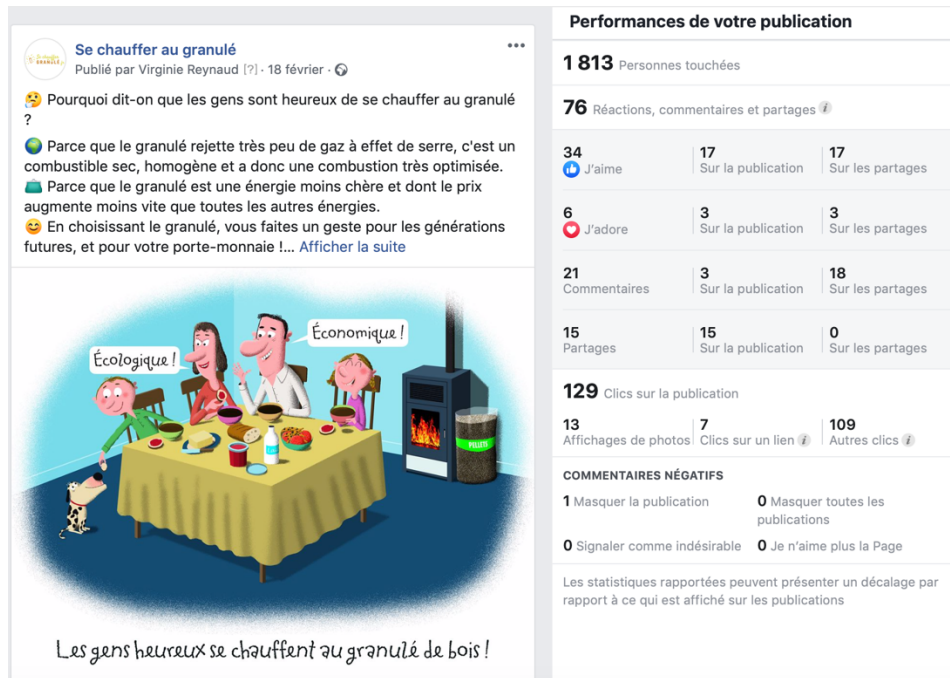 Se chauffer au granulé
Publié par Virginie Reynaud [?] · 18 février ·
🤔 Pourquoi dit-on que les gens sont heureux de se chauffer au granulé
?
🌍 Parce que le granulé rejette très peu de gaz à effet de serre, c'est un
combustible sec, homogène et a donc une combustion très optimisée.
👛 Parce que le granulé est une énergie moins chère et dont le prix
augmente moins vite que toutes les autres énergies.
😊 En choisissant le granulé, vous faites un geste pour les générations
futures, et pour votre porte-monnaie !... Afficher la suite
Écologique !
Économique !
PELLETS
Les gens heureux se chauffent au granulé de bois !
Performances de votre publication
1 813 Personnes touchées
76 Réactions, commentaires et partages
34 17 17
J'aime Sur la publication Sur les partages
6 3 3
J'adore Sur la publication Sur les partages
21 3 18
Commentaires Sur la publication Sur les partages
15 15 0
Partages Sur la publication Sur les partages
129 Clics sur la publication
13 7 109
Affichages de photos Clics sur un lien Autres clics
COMMENTAIRES NÉGATIFS
1 Masquer la publication 0 Masquer toutes les
publications
0 Signaler comme indésirable 0 Je n'aime plus la Page
Les statistiques rapportées peuvent présenter un décalage par
rapport à ce qui est affiché sur les publications